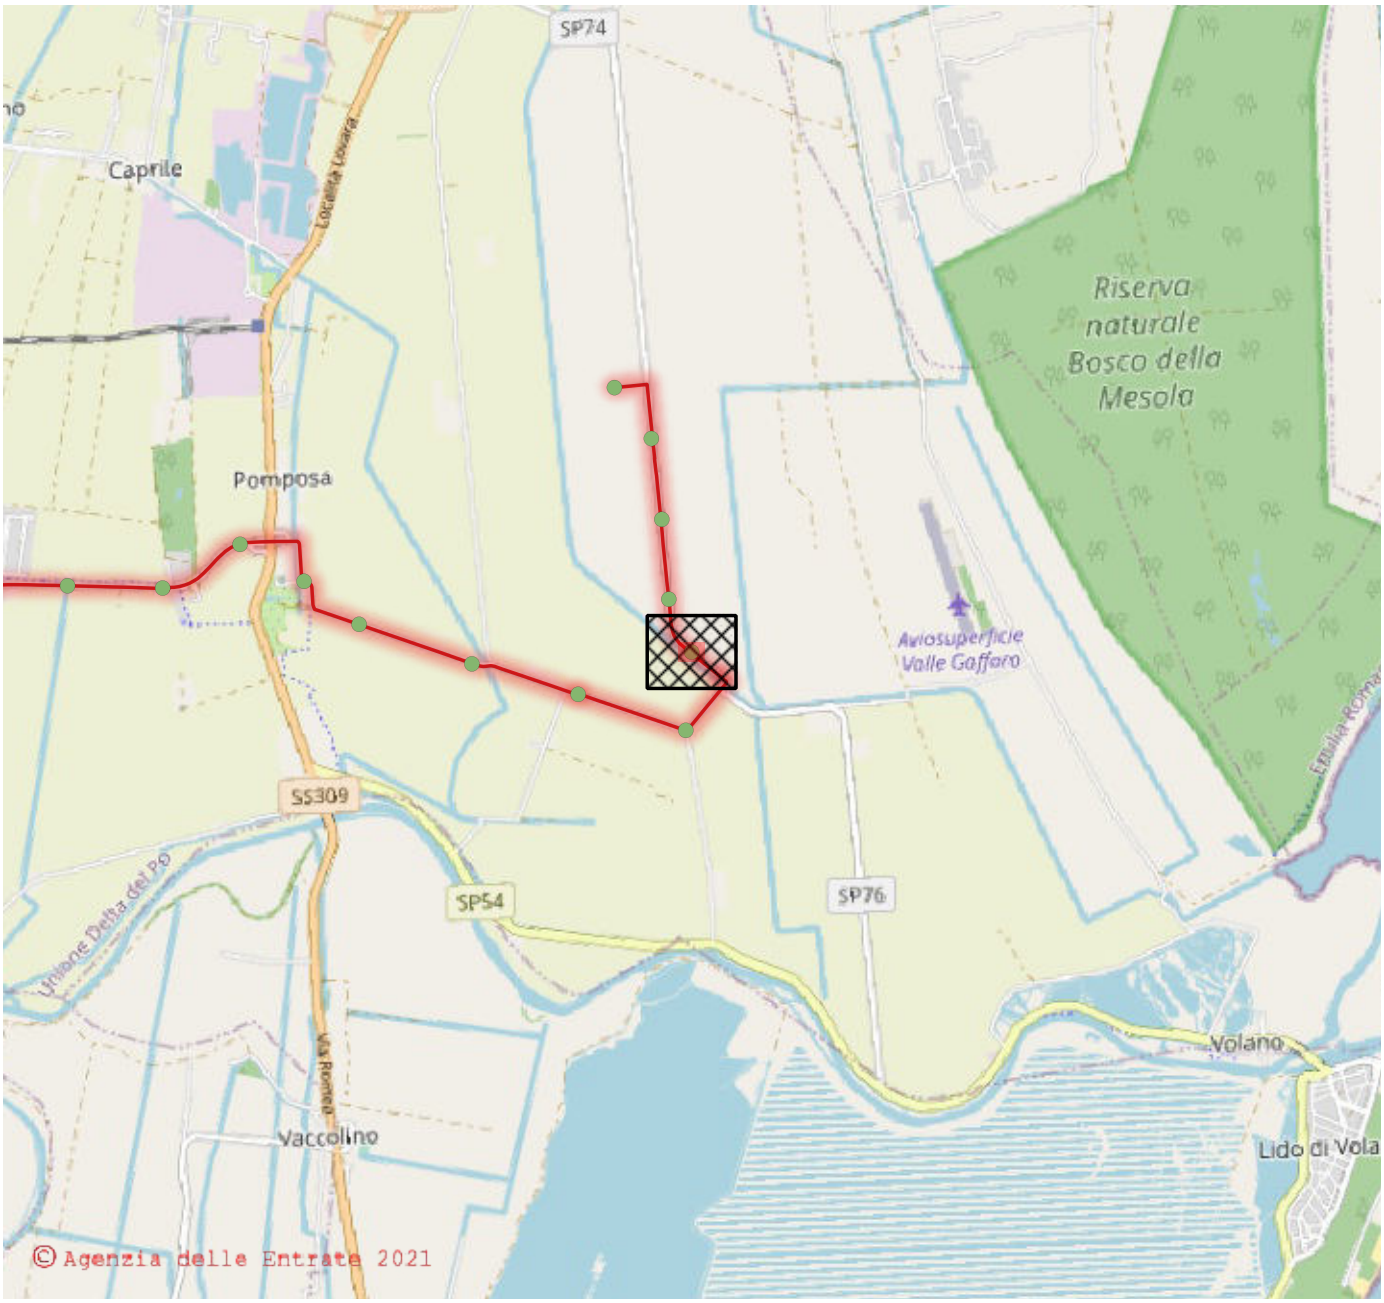 SP74
no
Caprile
Località Lovara
Riserva
naturale
Bosco della
Mesola
Pomposa
Aviosuperficie
Valle Gaffaro
Emilia-Roma
SS309
Unione Delta del Po
SP54
SP76
Via Romea
Volano
Vaccolino
Lido di Vola
© Agenzia delle Entrate 2021